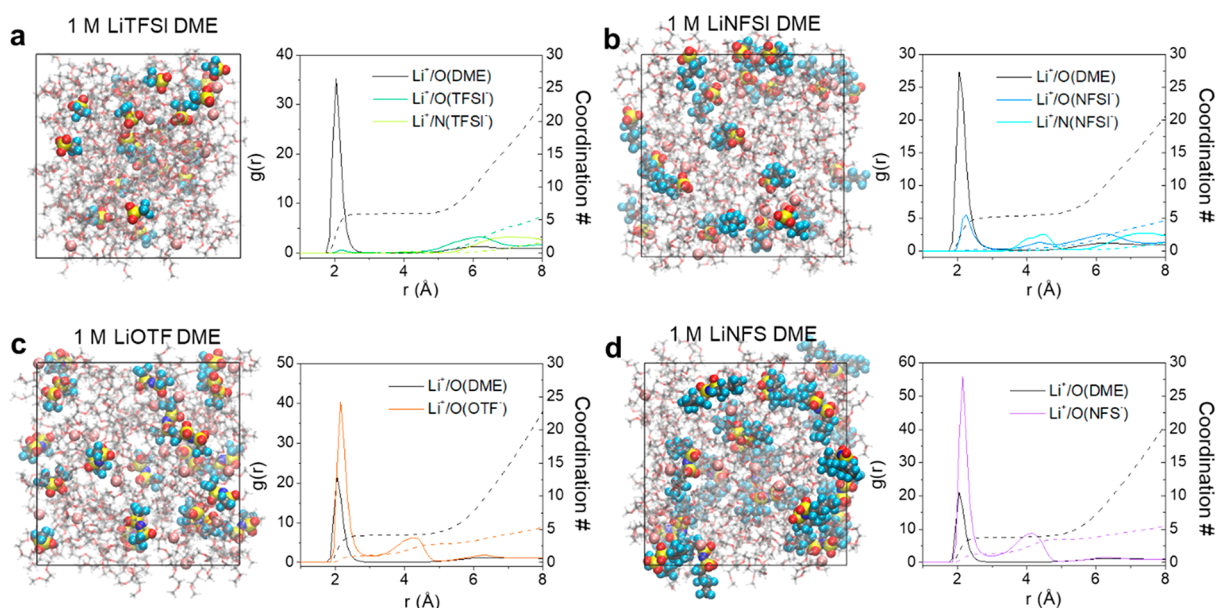 a
1 M LiTFSI DME
40
30
20
10
0
g(r)
Li⁺/O(DME)
Li⁺/O(TFSI⁻)
Li⁺/N(TFSI⁻)
30
25
20
15
10
5
0
Coordination #
2
4
6
8
r (Å)
b
1 M LiNFSI DME
30
25
20
15
10
5
0
g(r)
Li⁺/O(DME)
Li⁺/O(NFSI⁻)
Li⁺/N(NFSI⁻)
30
25
20
15
10
5
0
Coordination #
2
4
6
8
r (Å)
c
1 M LiOTF DME
50
40
30
20
10
0
g(r)
Li⁺/O(DME)
Li⁺/O(OTF⁻)
30
25
20
15
10
5
0
Coordination #
2
4
6
8
r (Å)
d
1 M LiNFS DME
60
50
40
30
20
10
0
g(r)
Li⁺/O(DME)
Li⁺/O(NFS⁻)
30
25
20
15
10
5
0
Coordination #
2
4
6
8
r (Å)